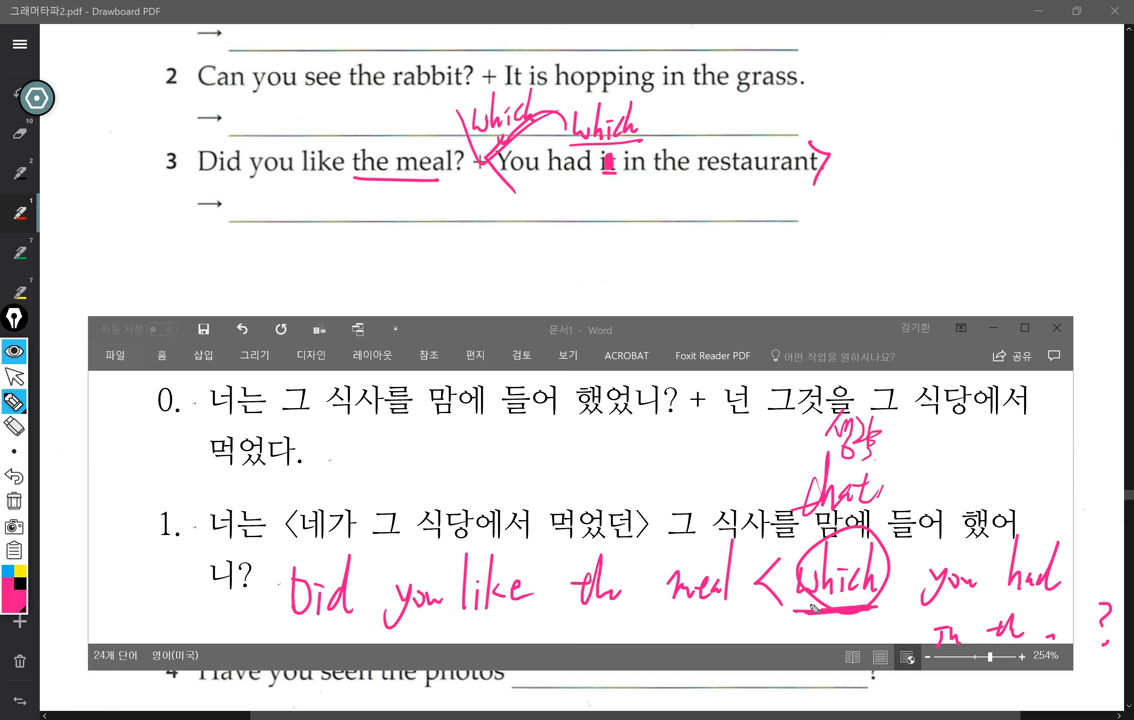 그래머타파2.pdf - Drawboard PDF
→
2 Can you see the rabbit? + It is hopping in the grass.
which which
→
3 Did you like the meal? + You had it in the restaurant.
→
자동 저장 문서1 - Word 김기환
파일 홈 삽입 그리기 디자인 레이아웃 참조 편지 검토 보기 ACROBAT Foxit Reader PDF 어떤 작업을 원하시나요? 공유
0. 너는 그 식사를 맘에 들어 했었니? + 넌 그것을 그 식당에서
먹었다.
생략
that
1. 너는 〈네가 그 식당에서 먹었던〉 그 식사를 맘에 들어 했어
니? Did you like the meal < which you had
in the ?
24개 단어 영어(미국) 254%
4 Have you seen the photos ?
10
2
1
7
7